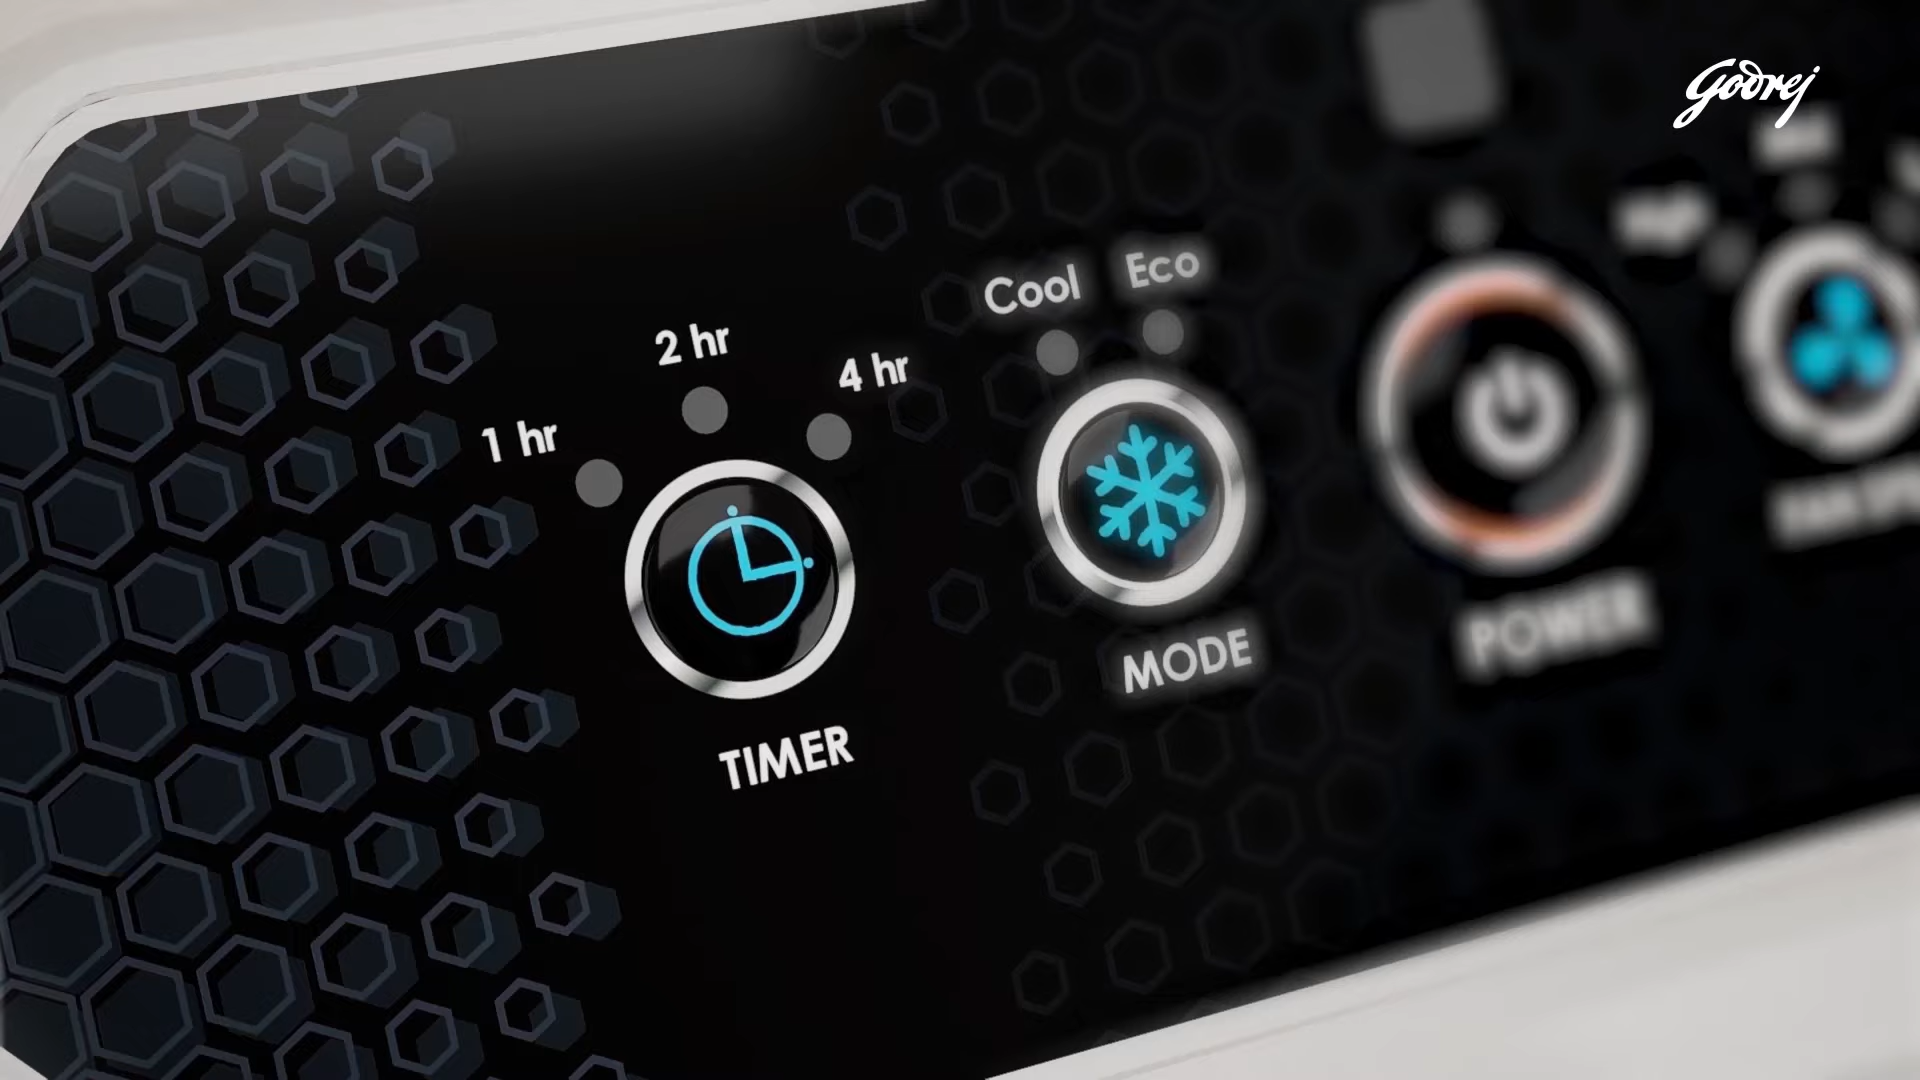 Godrej
Cool Eco
2 hr
4 hr
1 hr
MODE
POWER
TIMER